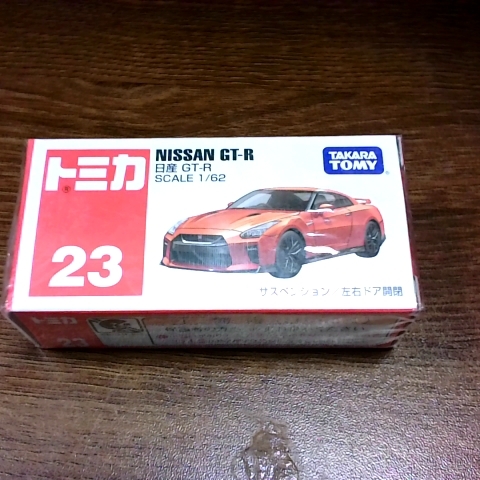 トミカ
23
NISSAN GT-R
日産 GT-R
SCALE 1/62
TAKARA
TOMY
サスペンション 左右ドア開閉
23